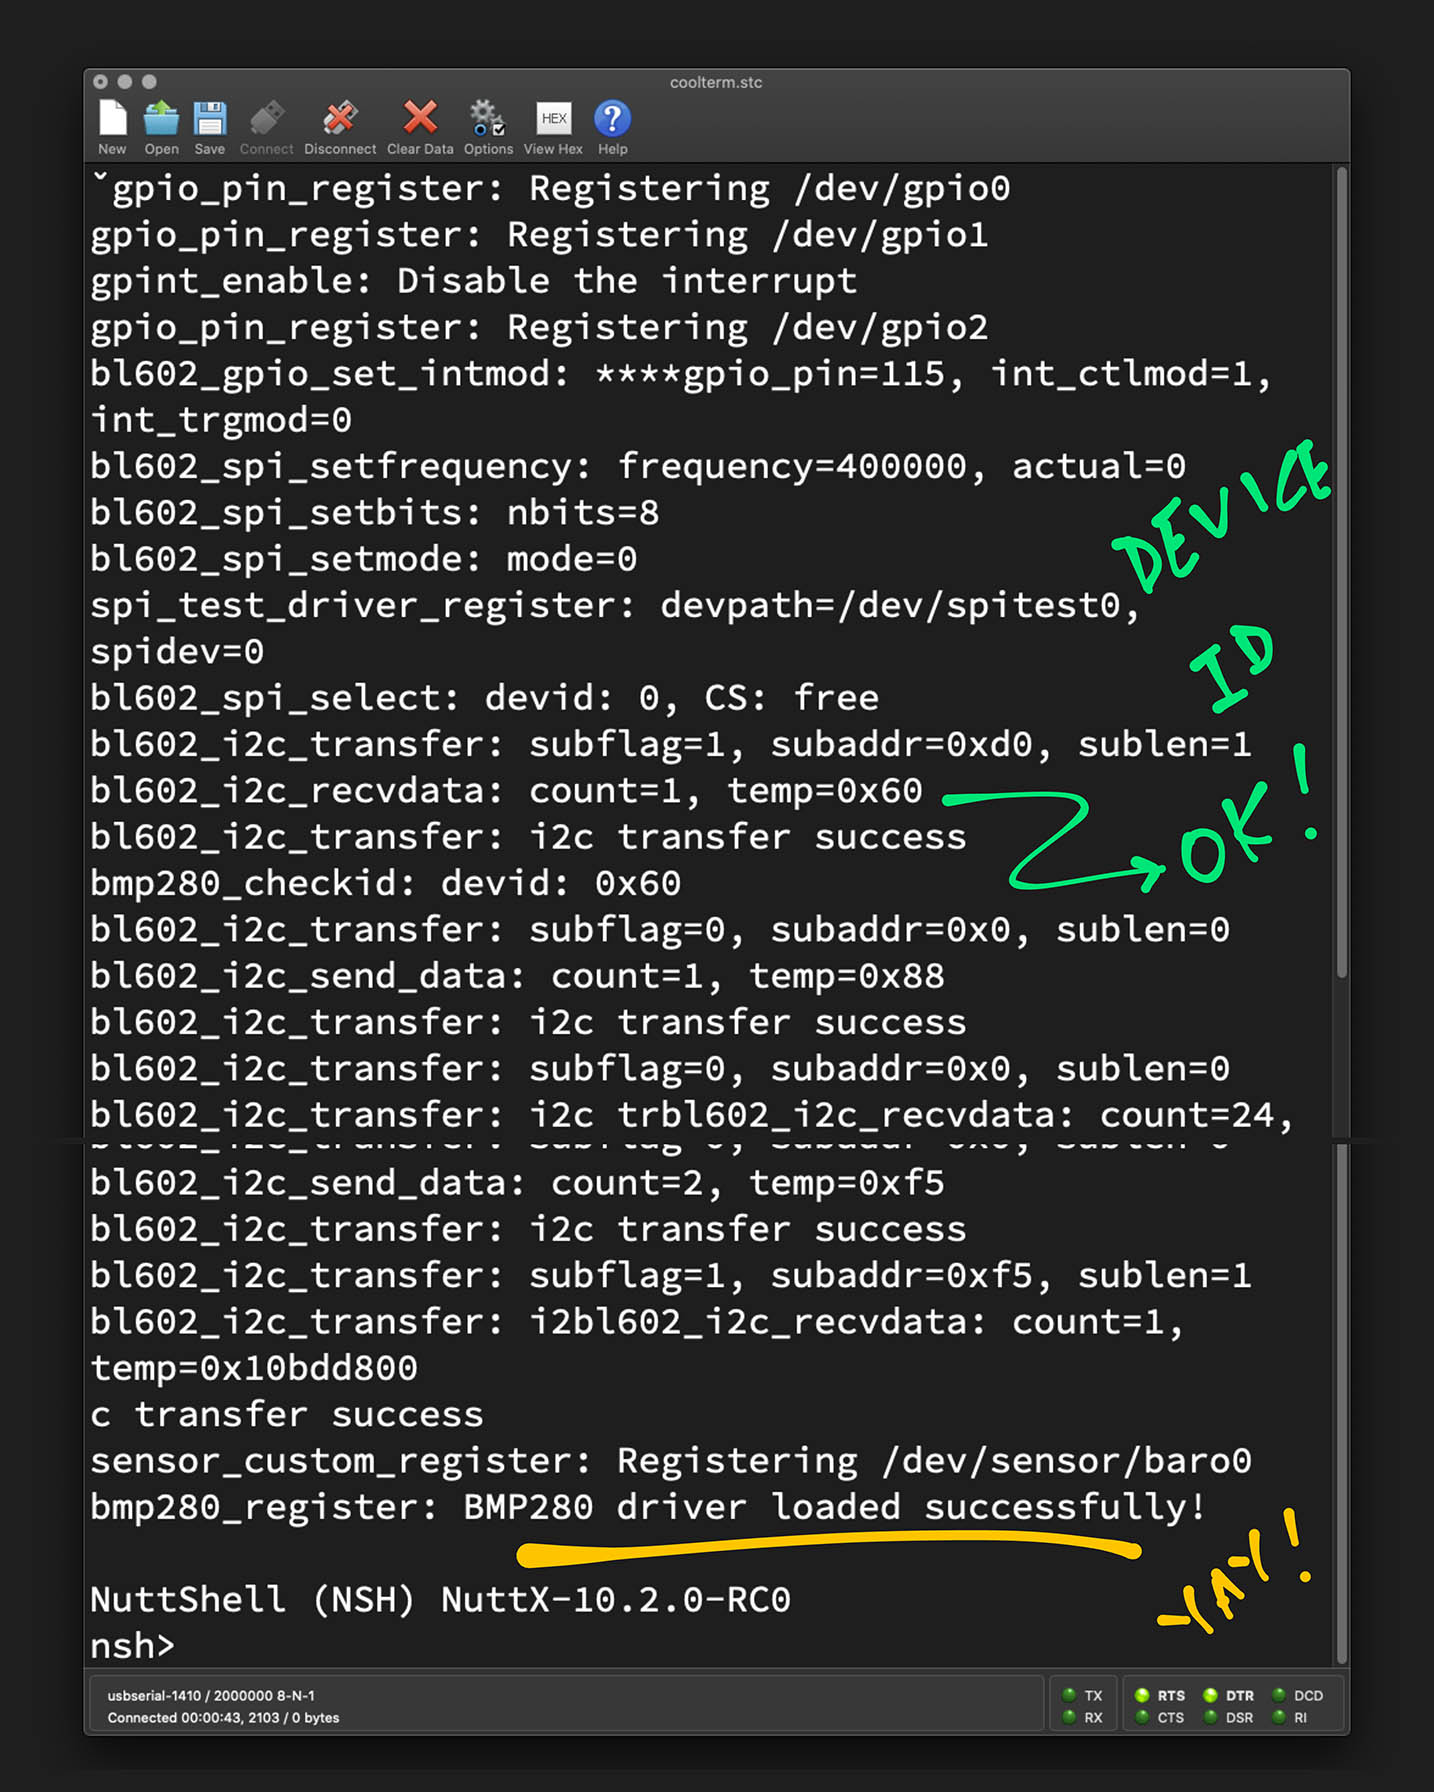 coolterm.stc
New Open Save Connect Disconnect Clear Data Options View Hex Help
HEX
ˇgpio_pin_register: Registering /dev/gpio0
gpio_pin_register: Registering /dev/gpio1
gpint_enable: Disable the interrupt
gpio_pin_register: Registering /dev/gpio2
bl602_gpio_set_intmod: ****gpio_pin=115, int_ctlmod=1,
int_trgmod=0
bl602_spi_setfrequency: frequency=400000, actual=0
bl602_spi_setbits: nbits=8
bl602_spi_setmode: mode=0
spi_test_driver_register: devpath=/dev/spitest0,
spidev=0
bl602_spi_select: devid: 0, CS: free
bl602_i2c_transfer: subflag=1, subaddr=0xd0, sublen=1
bl602_i2c_recvdata: count=1, temp=0x60
bl602_i2c_transfer: i2c transfer success
bmp280_checkid: devid: 0x60
DEVICE
ID
OK!
bl602_i2c_transfer: subflag=0, subaddr=0x0, sublen=0
bl602_i2c_send_data: count=1, temp=0x88
bl602_i2c_transfer: i2c transfer success
bl602_i2c_transfer: subflag=0, subaddr=0x0, sublen=0
bl602_i2c_transfer: i2c trbl602_i2c_recvdata: count=24,
bl602_i2c_send_data: count=2, temp=0xf5
bl602_i2c_transfer: i2c transfer success
bl602_i2c_transfer: subflag=1, subaddr=0xf5, sublen=1
bl602_i2c_transfer: i2bl602_i2c_recvdata: count=1,
temp=0x10bdd800
c transfer success
sensor_custom_register: Registering /dev/sensor/baro0
bmp280_register: BMP280 driver loaded successfully!
YAY!
NuttShell (NSH) NuttX-10.2.0-RC0
nsh>
usbserial-1410 / 2000000 8-N-1
Connected 00:00:43, 2103 / 0 bytes
TX RTS DTR DCD
RX CTS DSR RI